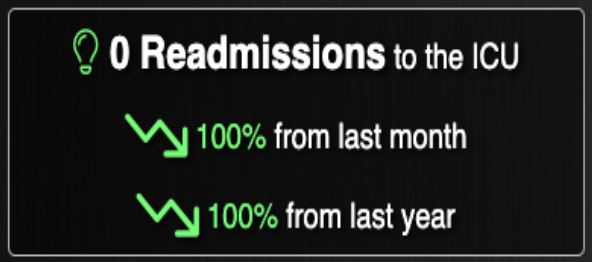 0 Readmissions to the ICU
100% from last month
100% from last year